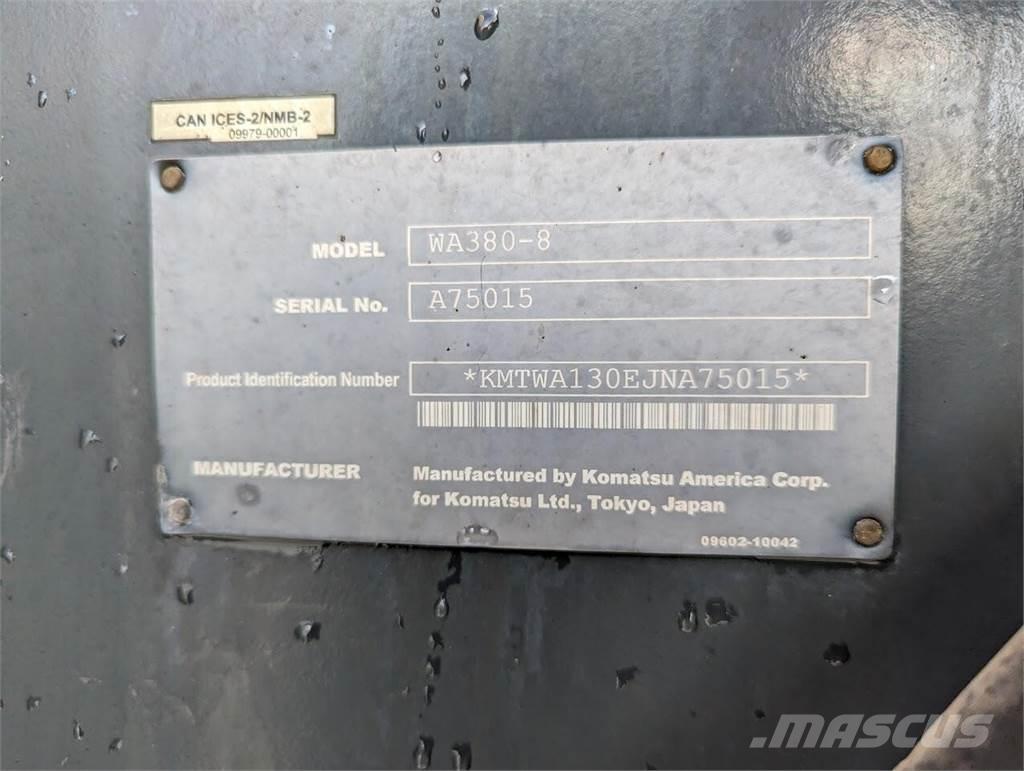 CAN ICES-2/NMB-2
09979-00001
MODEL WA380-8
SERIAL No. A75015
Product Identification Number *KMTWA130EJNA75015*
MANUFACTURER Manufactured by Komatsu America Corp.
for Komatsu Ltd., Tokyo, Japan
09602-10042
MASCUS